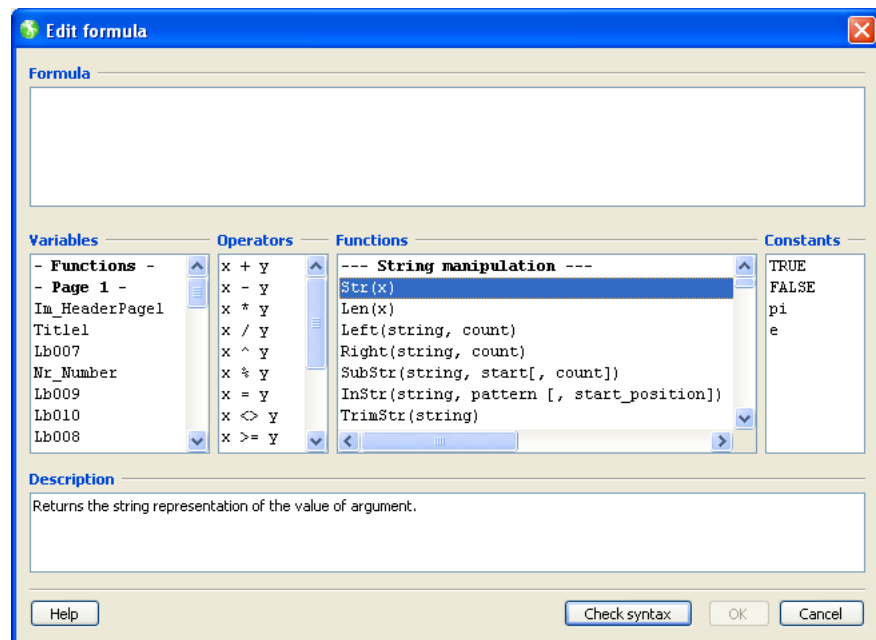 Edit formula
Formula
Variables
- Functions -
- Page 1 -
Im_HeaderPage1
Title1
Lb007
Nr_Number
Lb009
Lb010
Lb008
Operators
x + y
x - y
x * y
x / y
x ^ y
x % y
x = y
x <> y
x >= y
Functions
--- String manipulation ---
Str(x)
Len(x)
Left(string, count)
Right(string, count)
SubStr(string, start[, count])
InStr(string, pattern [, start_position])
TrimStr(string)
Constants
TRUE
FALSE
pi
e
Description
Returns the string representation of the value of argument.
Help
Check syntax
OK
Cancel